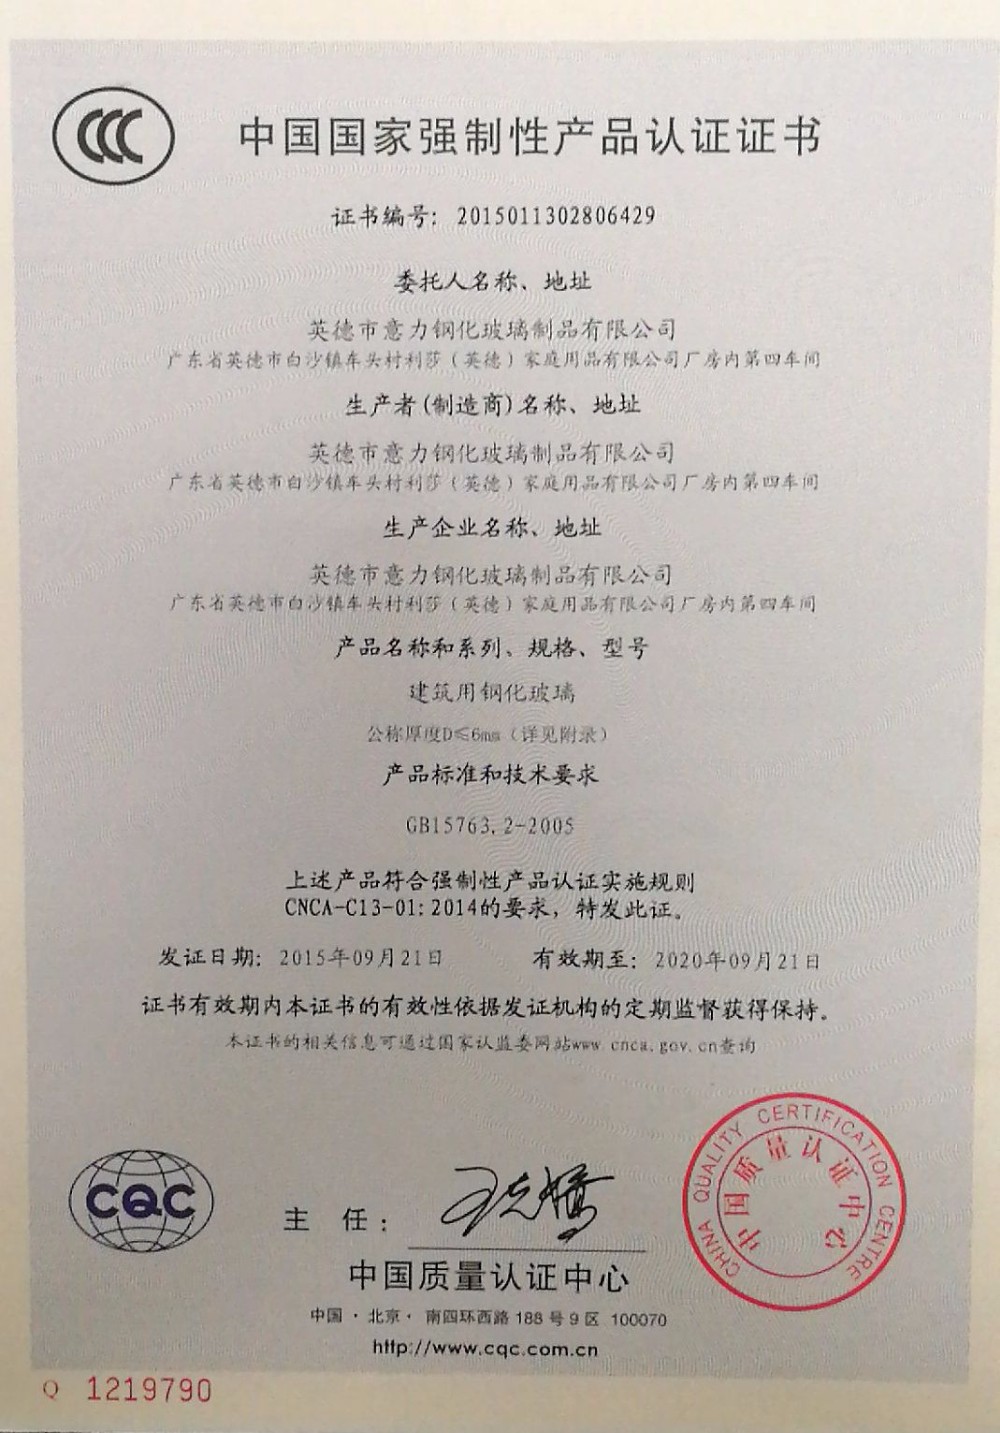 中国国家强制性产品认证证书
证书编号: 2015011302806429
委托人名称、地址
英德市意力钢化玻璃制品有限公司
广东省英德市白沙镇车头村利莎（英德）家庭用品有限公司厂房内第四车间
生产者(制造商)名称、地址
英德市意力钢化玻璃制品有限公司
广东省英德市白沙镇车头村利莎（英德）家庭用品有限公司厂房内第四车间
生产企业名称、地址
英德市意力钢化玻璃制品有限公司
广东省英德市白沙镇车头村利莎（英德）家庭用品有限公司厂房内第四车间
产品名称和系列、规格、型号
建筑用钢化玻璃
公称厚度D≤6mm（详见附录）
产品标准和技术要求
GB15763.2-2005
上述产品符合强制性产品认证实施规则
CNCA-C13-01:2014的要求，特发此证。
发证日期: 2015年09月21日 有效期至: 2020年09月21日
证书有效期内本证书的有效性依据发证机构的定期监督获得保持。
本证书的相关信息可通过国家认监委网站www.cnca.gov.cn查询
CQC
主 任:
CHINA QUALITY CERTIFICATION CENTRE
中国质量认证中心
中国质量认证中心
中国·北京·南四环西路 188 号 9 区 100070
http://www.cqc.com.cn
Q 1219790